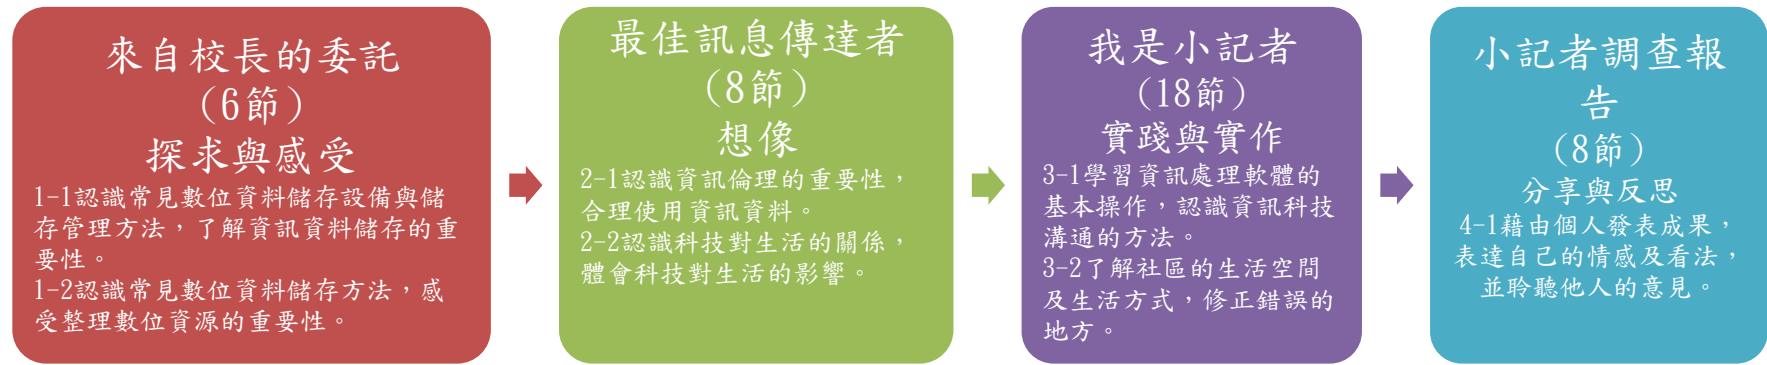 來自校長的委託
(6節)
探求與感受
1-1認識常見數位資料儲存設備與儲
存管理方法，了解資訊資料儲存的重
要性。
1-2認識常見數位資料儲存方法，感
受整理數位資源的重要性。
最佳訊息傳達者
(8節)
想像
2-1認識資訊倫理的重要性，
合理使用資訊資料。
2-2認識科技對生活的關係，
體會科技對生活的影響。
我是小記者
(18節)
實踐與實作
3-1學習資訊處理軟體的
基本操作，認識資訊科技
溝通的方法。
3-2了解社區的生活空間
及生活方式，修正錯誤的
地方。
小記者調查報
告
(8節)
分享與反思
4-1藉由個人發表成果，
表達自己的情感及看法，
並聆聽他人的意見。